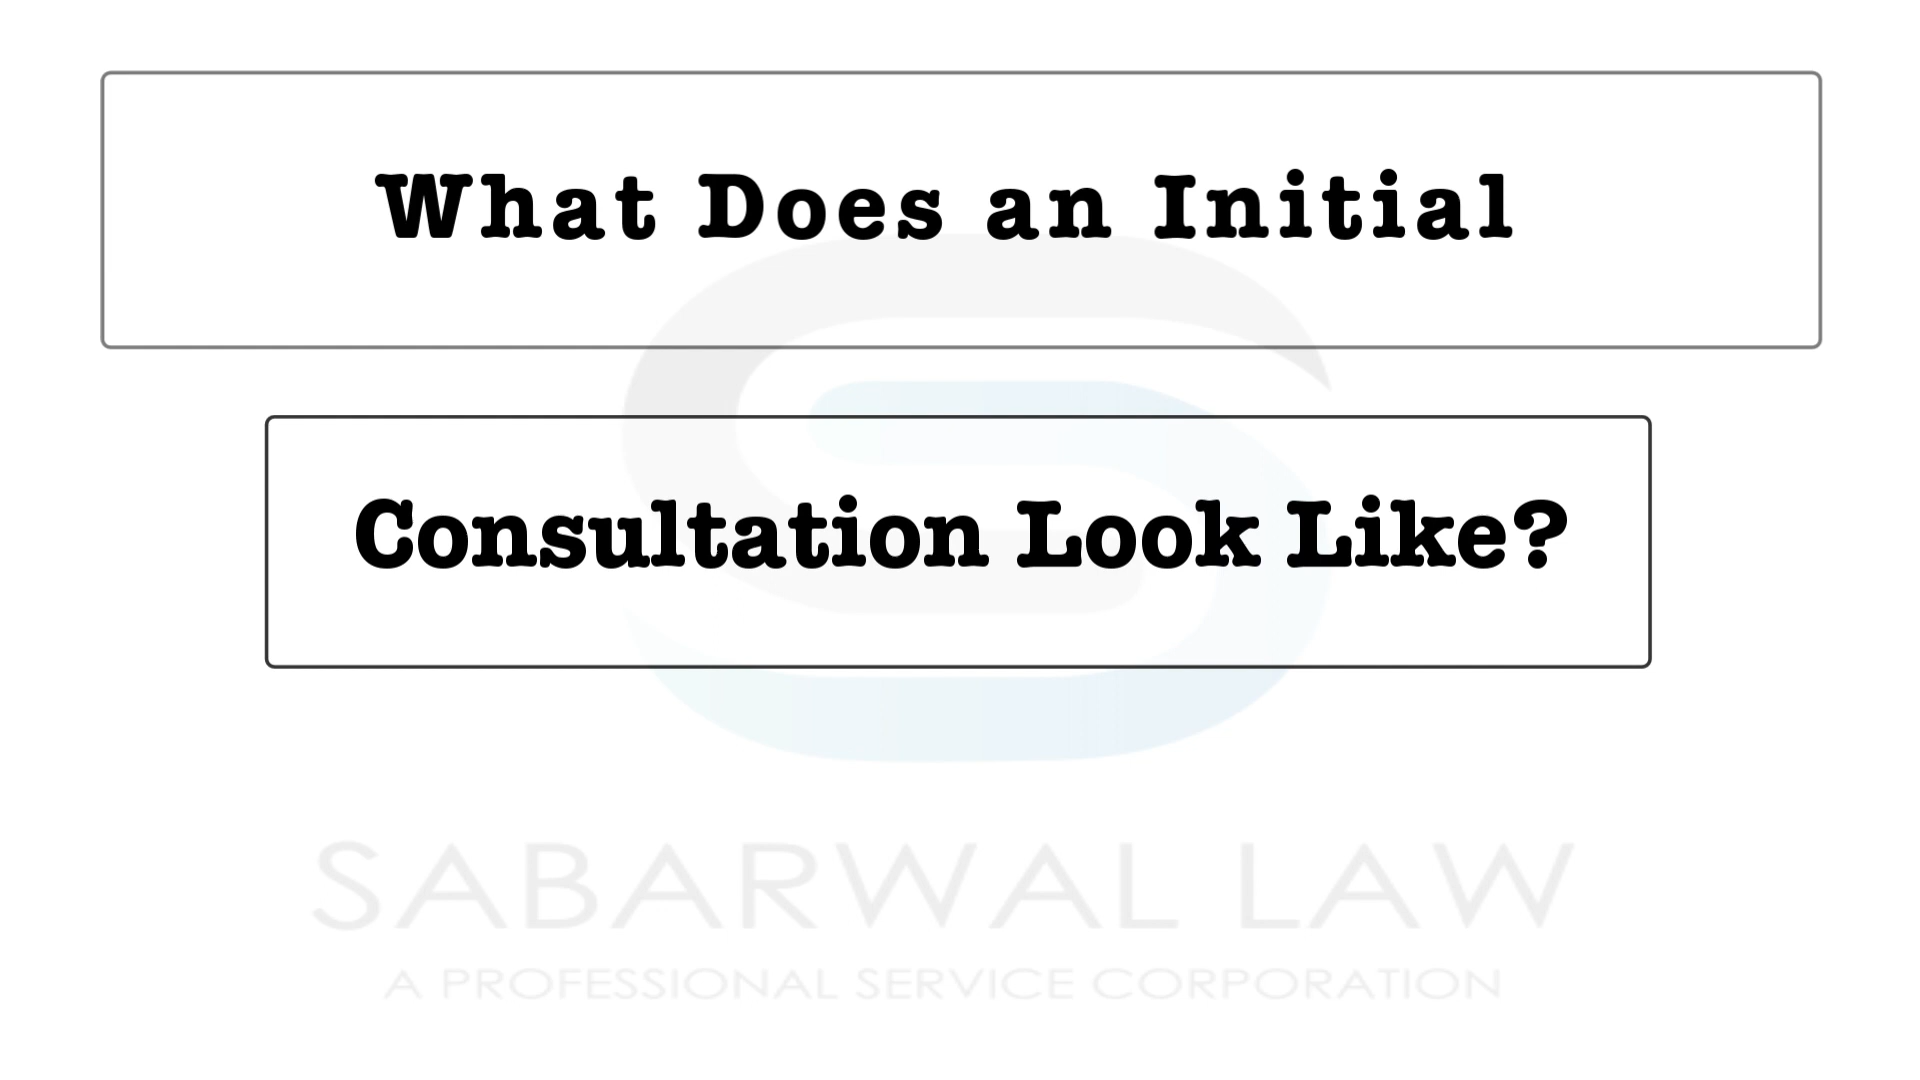 What Does an Initial
Consultation Look Like?
SABARWAL LAW
A PROFESSIONAL SERVICE CORPORATION